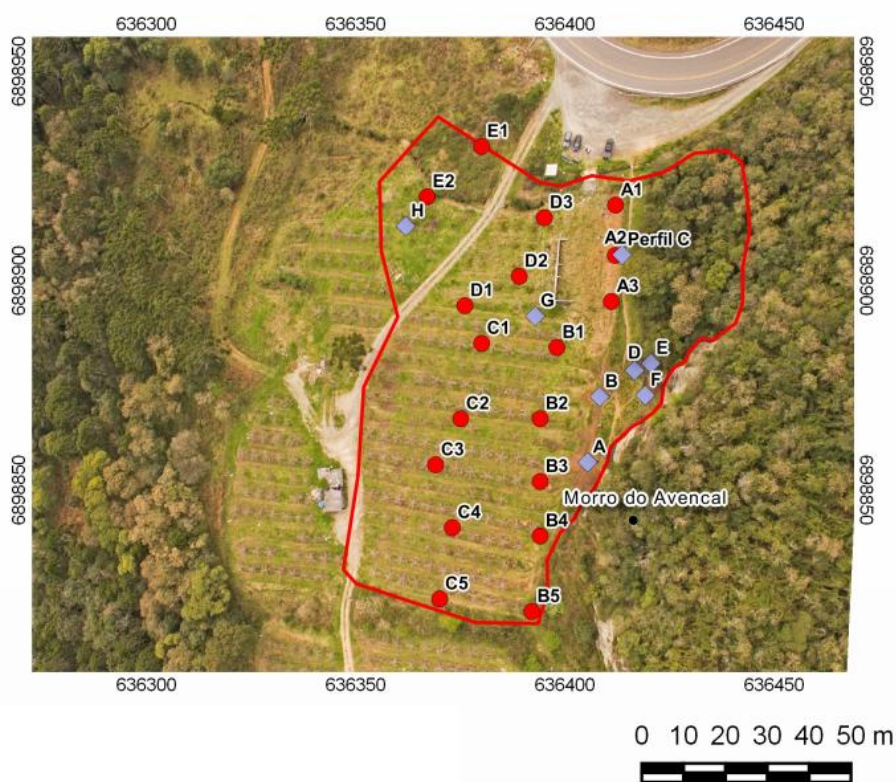 636300 636350 636400 636450
6898950
6898950
E1
E2
A1
H
D3
A2 Perfil C
D2
6898900
6898900
D1
A3
G
C1
B1
E
D
B
F
C2
B2
C3
A
B3
6898850
6898850
Morro do Avencal
C4
B4
C5
B5
636300 636350 636400 636450
0 10 20 30 40 50 m